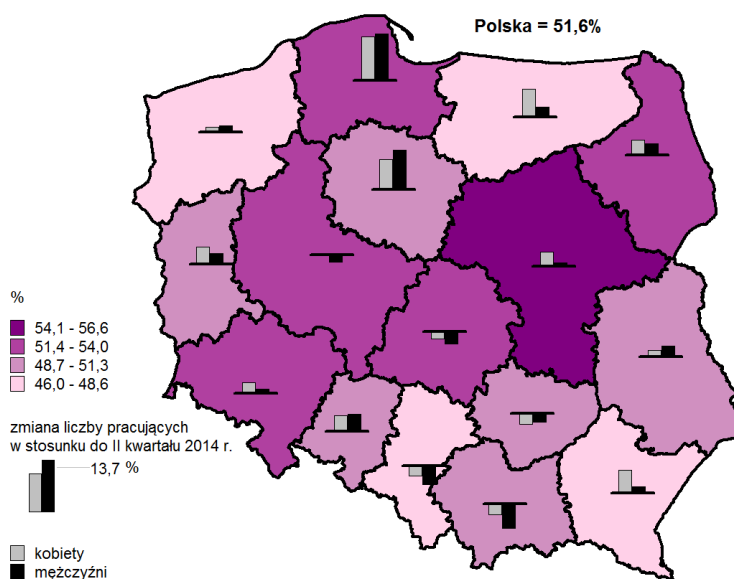 Polska = 51,6%
%
54,1 - 56,6
51,4 - 54,0
48,7 - 51,3
46,0 - 48,6
zmiana liczby pracujących
w stosunku do II kwartału 2014 r.
13,7 %
kobiety
mężczyźni